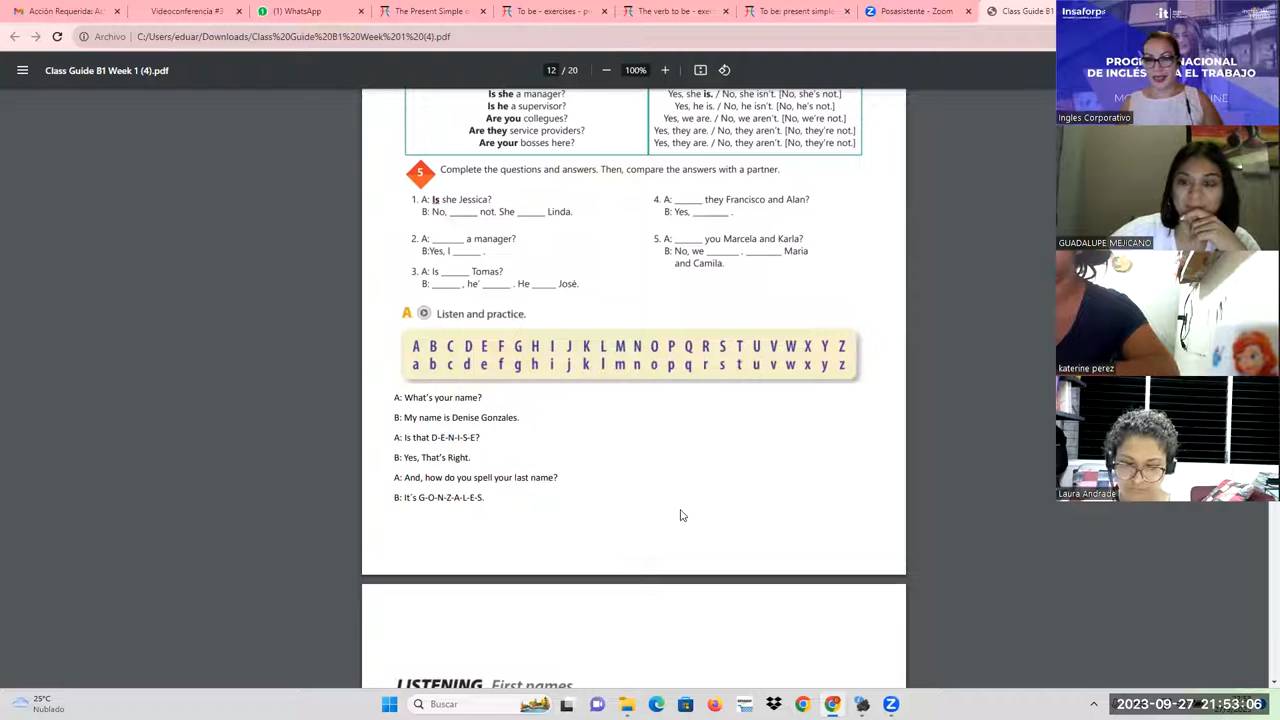 Acción Requerida: Ac
Videoconferencia #3
(1) WhatsApp
The Present Simple c
To be - exercises - pr
The verb to be - exer
To be: present simple
Posasistente - Zoom
Class Guide B1
Archivo
C:/Users/eduar/Downloads/Class%20Guide%20B1%20Week%201%20(4).pdf
Class Guide B1 Week 1 (4).pdf
12 / 20
100%
Is she a manager?
Yes, she is. / No, she isn't. [No, she's not.]
Is he a supervisor?
Yes, he is. / No, he isn't. [No, he's not.]
Are you collegues?
Yes, we are. / No, we aren't. [No, we're not.]
Are they service providers?
Yes, they are. / No, they aren't. [No, they're not.]
Are your bosses here?
Yes, they are. / No, they aren't. [No, they're not.]
5 Complete the questions and answers. Then, compare the answers with a partner.
1. A: Is she Jessica?
B: No, ______ not. She ______ Linda.
2. A: _______ a manager?
B:Yes, I ______ .
3. A: Is ______ Tomas?
B: ______ , he' ______ . He _____ José.
4. A: ______ they Francisco and Alan?
B: Yes, ________ .
5. A: ______ you Marcela and Karla?
B: No, we _______ . ________ Maria
and Camila.
A Listen and practice.
A B C D E F G H I J K L M N O P Q R S T U V W X Y Z
a b c d e f g h i j k l m n o p q r s t u v w x y z
A: What's your name?
B: My name is Denise Gonzales.
A: Is that D-E-N-I-S-E?
B: Yes, That's Right.
A: And, how do you spell your last name?
B: It´s G-O-N-Z-A-L-E-S.
LISTENING First names
Insaforp
·it
Ingles Corporativo
GUADALUPE MEJICANO
katerine perez
Laura Andrade
25°C
Nublado
Buscar
2023-09-27 21:53:06